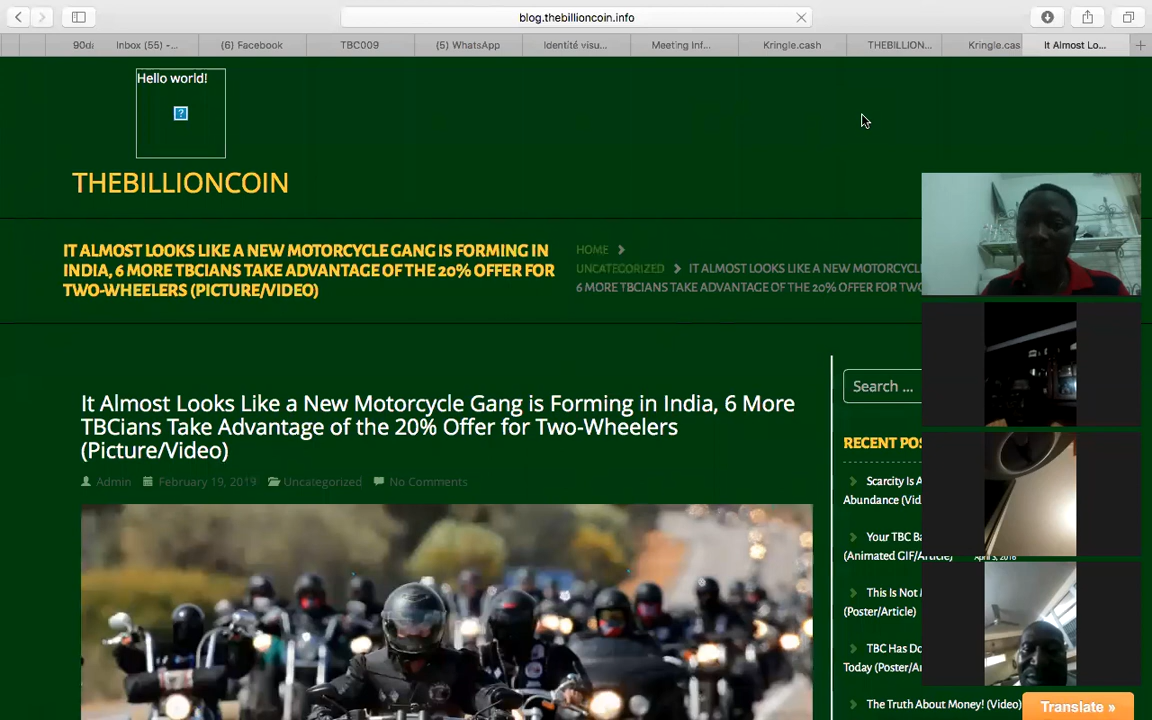 blog.thebillioncoin.info
90d
Inbox (55) -...
(6) Facebook
TBC009
(5) WhatsApp
Identité visu...
Meeting Inf...
Kringle.cash
THEBILLION...
Kringle.cas
It Almost Lo...
Hello world!
THEBILLIONCOIN
IT ALMOST LOOKS LIKE A NEW MOTORCYCLE GANG IS FORMING IN
INDIA, 6 MORE TBCIANS TAKE ADVANTAGE OF THE 20% OFFER FOR
TWO-WHEELERS (PICTURE/VIDEO)
HOME
UNCATEGORIZED IT ALMOST LOOKS LIKE A NEW MOTORCYCL
6 MORE TBCIANS TAKE ADVANTAGE OF THE 20% OFFER FOR TWO
It Almost Looks Like a New Motorcycle Gang is Forming in India, 6 More
TBCians Take Advantage of the 20% Offer for Two-Wheelers
(Picture/Video)
Admin February 19, 2019 Uncategorized No Comments
Search ...
RECENT POS
Scarcity Is A
Abundance (Vid
Your TBC Ba
(Animated GIF/Article) April 3, 2016
This Is Not
(Poster/Article)
TBC Has Do
Today (Poster/A
The Truth About Money! (Video)
Translate »